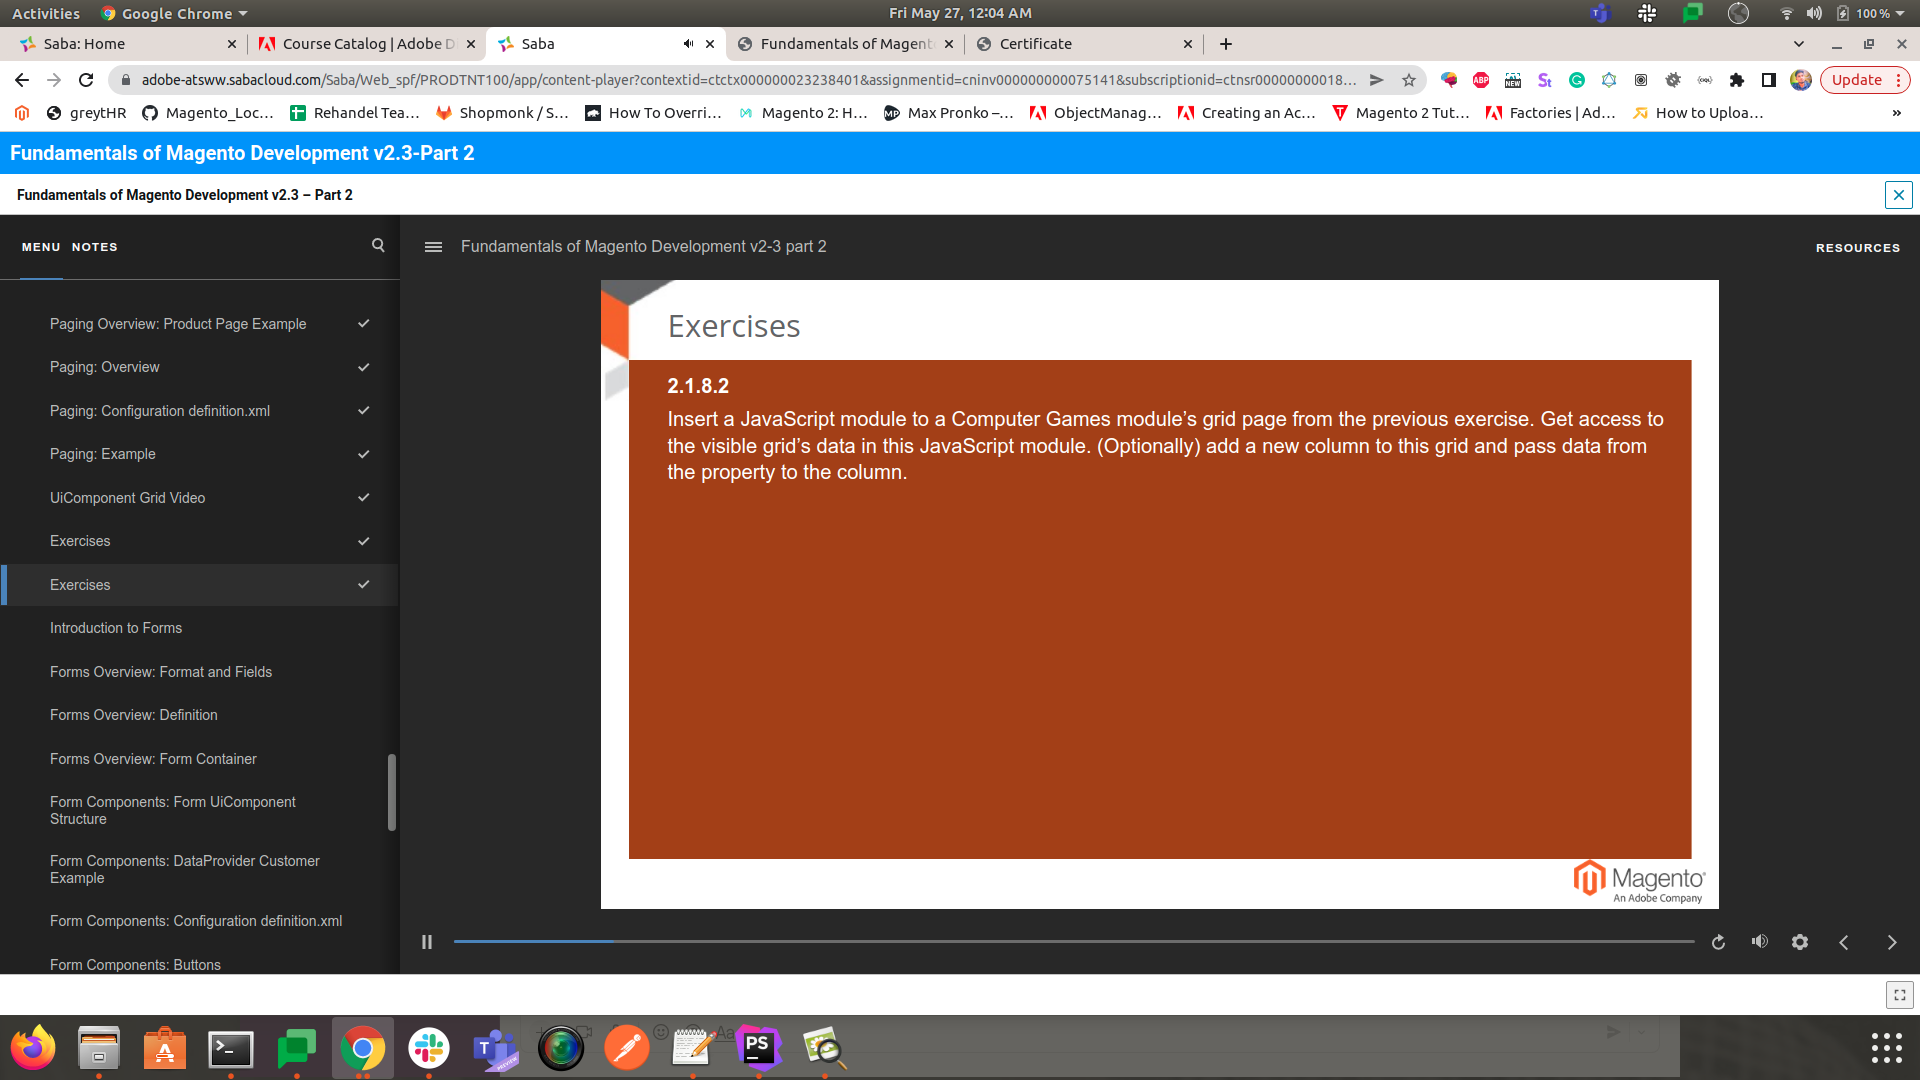 Activities Google Chrome Fri May 27, 12:04 AM 100 %
Saba: Home Course Catalog | Adobe D Saba Fundamentals of Magent Certificate
adobe-atsww.sabacloud.com/Saba/Web_spf/PRODTNT100/app/content-player?contextid=ctctx000000023238401&assignmentid=cninv000000000075141&subscriptionid=ctnsr00000000018... ABP NEW Update
greytHR Magento_Loc... Rehandel Tea... Shopmonk / S... How To Overri... Magento 2: H... Max Pronko –... ObjectManag... Creating an Ac... Magento 2 Tut... Factories | Ad... How to Uploa... »
Fundamentals of Magento Development v2.3-Part 2
Fundamentals of Magento Development v2.3 – Part 2
MENU NOTES
Fundamentals of Magento Development v2-3 part 2
RESOURCES
Paging Overview: Product Page Example
Paging: Overview
Paging: Configuration definition.xml
Paging: Example
UiComponent Grid Video
Exercises
Exercises
Introduction to Forms
Forms Overview: Format and Fields
Forms Overview: Definition
Forms Overview: Form Container
Form Components: Form UiComponent
Structure
Form Components: DataProvider Customer
Example
Form Components: Configuration definition.xml
Form Components: Buttons
Exercises
2.1.8.2
Insert a JavaScript module to a Computer Games module’s grid page from the previous exercise. Get access to
the visible grid’s data in this JavaScript module. (Optionally) add a new column to this grid and pass data from
the property to the column.
Magento
An Adobe Company
PS